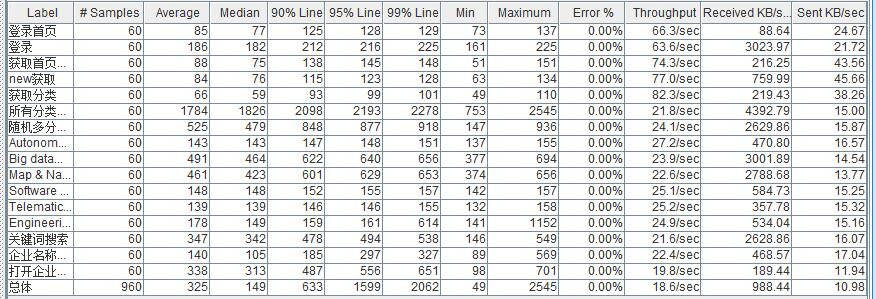 Label # Samples Average Median 90% Line 95% Line 99% Line Min Maximum Error % Throughput Received KB/s... Sent KB/sec
登录首页 60 85 77 125 128 129 73 137 0.00% 66.3/sec 88.64 24.67
登录 60 186 182 212 216 225 161 225 0.00% 63.6/sec 3023.97 21.72
获取首页... 60 88 75 138 145 148 51 151 0.00% 74.3/sec 216.25 43.56
new获取 60 84 76 115 123 128 63 134 0.00% 77.0/sec 759.99 45.66
获取分类 60 66 59 93 99 101 49 110 0.00% 82.3/sec 219.43 38.26
所有分类... 60 1784 1826 2098 2193 2278 753 2545 0.00% 21.8/sec 4392.79 15.00
随机多分... 60 525 479 848 877 918 147 936 0.00% 24.1/sec 2629.86 15.87
Autonom... 60 143 143 147 148 151 137 155 0.00% 27.2/sec 470.80 16.57
Big data... 60 491 464 622 640 656 377 694 0.00% 23.9/sec 3001.89 14.54
Map & Na... 60 461 423 601 629 653 374 656 0.00% 22.6/sec 2788.68 13.77
Software ... 60 148 148 152 155 157 142 157 0.00% 25.1/sec 584.73 15.25
Telematic... 60 139 139 146 146 155 132 158 0.00% 25.2/sec 357.78 15.32
Engineeri... 60 178 149 159 161 614 141 1152 0.00% 24.9/sec 534.04 15.16
关键词搜索 60 347 342 478 494 538 146 549 0.00% 21.6/sec 2628.86 16.07
企业名称... 60 140 105 185 297 327 89 569 0.00% 22.4/sec 468.57 17.04
打开企业... 60 338 313 487 556 651 98 701 0.00% 19.8/sec 189.44 11.94
总体 960 325 149 633 1599 2062 49 2545 0.00% 18.6/sec 988.44 10.98